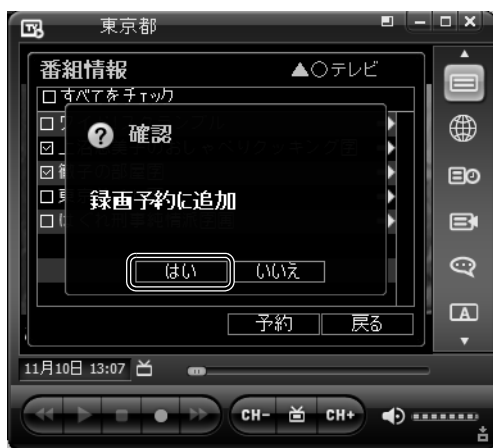 東京都
番組情報 ▲○テレビ
すべてをチェック
確認
録画予約に追加
はい いいえ
予約 戻る
11月10日 13:07
CH- CH+